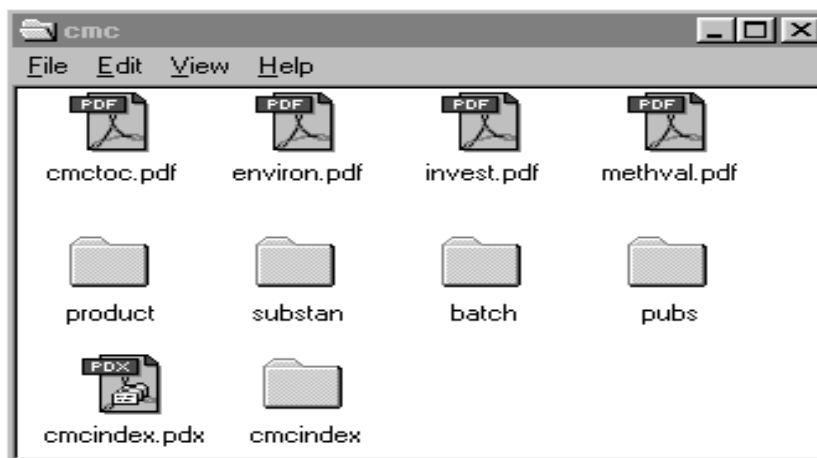 cmc
File Edit View Help
PDF PDF PDF PDF
cmctoc.pdf environ.pdf invest.pdf methval.pdf
product substan batch pubs
PDX
cmcindex.pdx cmcindex